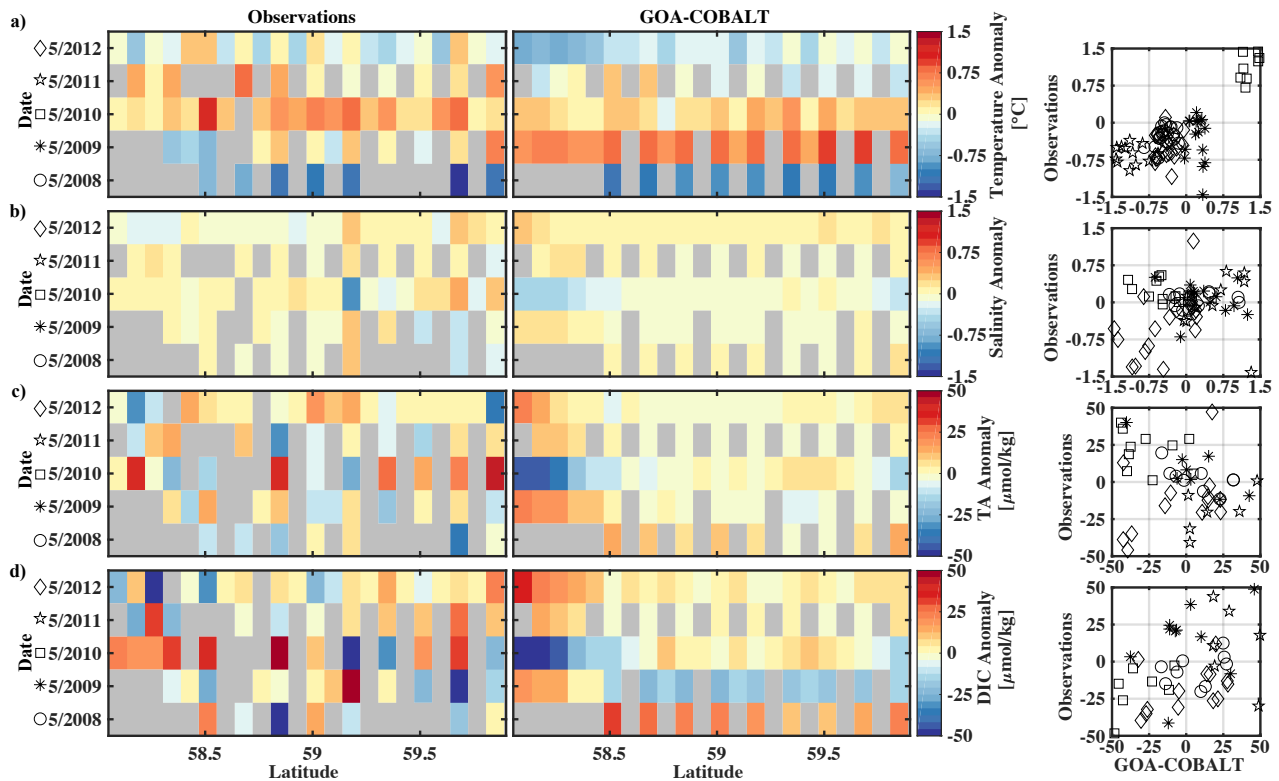 Observations GOA-COBALT
a)
5/2012
5/2011
5/2010
5/2009
5/2008
Date
1.5
0.75
0
-0.75
-1.5
Temperature Anomaly
[°C]
1.5
0.75
0
-0.75
-1.5
Observations
-1.5 -0.75 0 0.75 1.5
b)
5/2012
5/2011
5/2010
5/2009
5/2008
Date
1.5
0.75
0
-0.75
-1.5
Salinity Anomaly
1.5
0.75
0
-0.75
-1.5
Observations
-1.5 -0.75 0 0.75 1.5
c)
5/2012
5/2011
5/2010
5/2009
5/2008
Date
50
25
0
-25
-50
TA Anomaly
[μmol/kg]
50
25
0
-25
-50
Observations
-50 -25 0 25 50
d)
5/2012
5/2011
5/2010
5/2009
5/2008
Date
58.5 59 59.5
Latitude
58.5 59 59.5
Latitude
50
25
0
-25
-50
DIC Anomaly
[μmol/kg]
50
25
0
-25
-50
Observations
-50 -25 0 25 50
GOA-COBALT